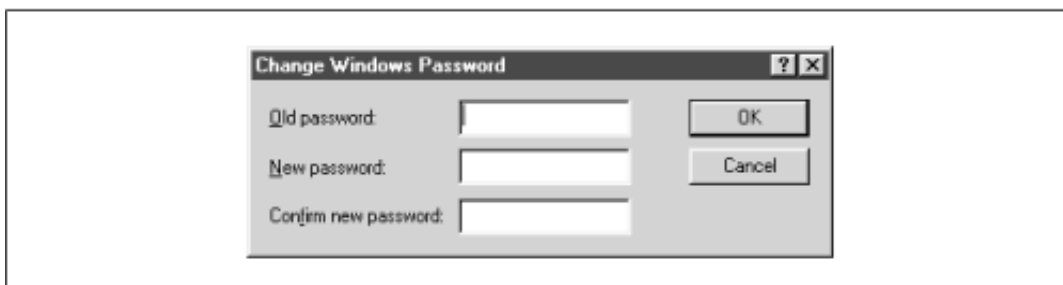 Change Windows Password
Old password:
OK
New password:
Cancel
Confirm new password: